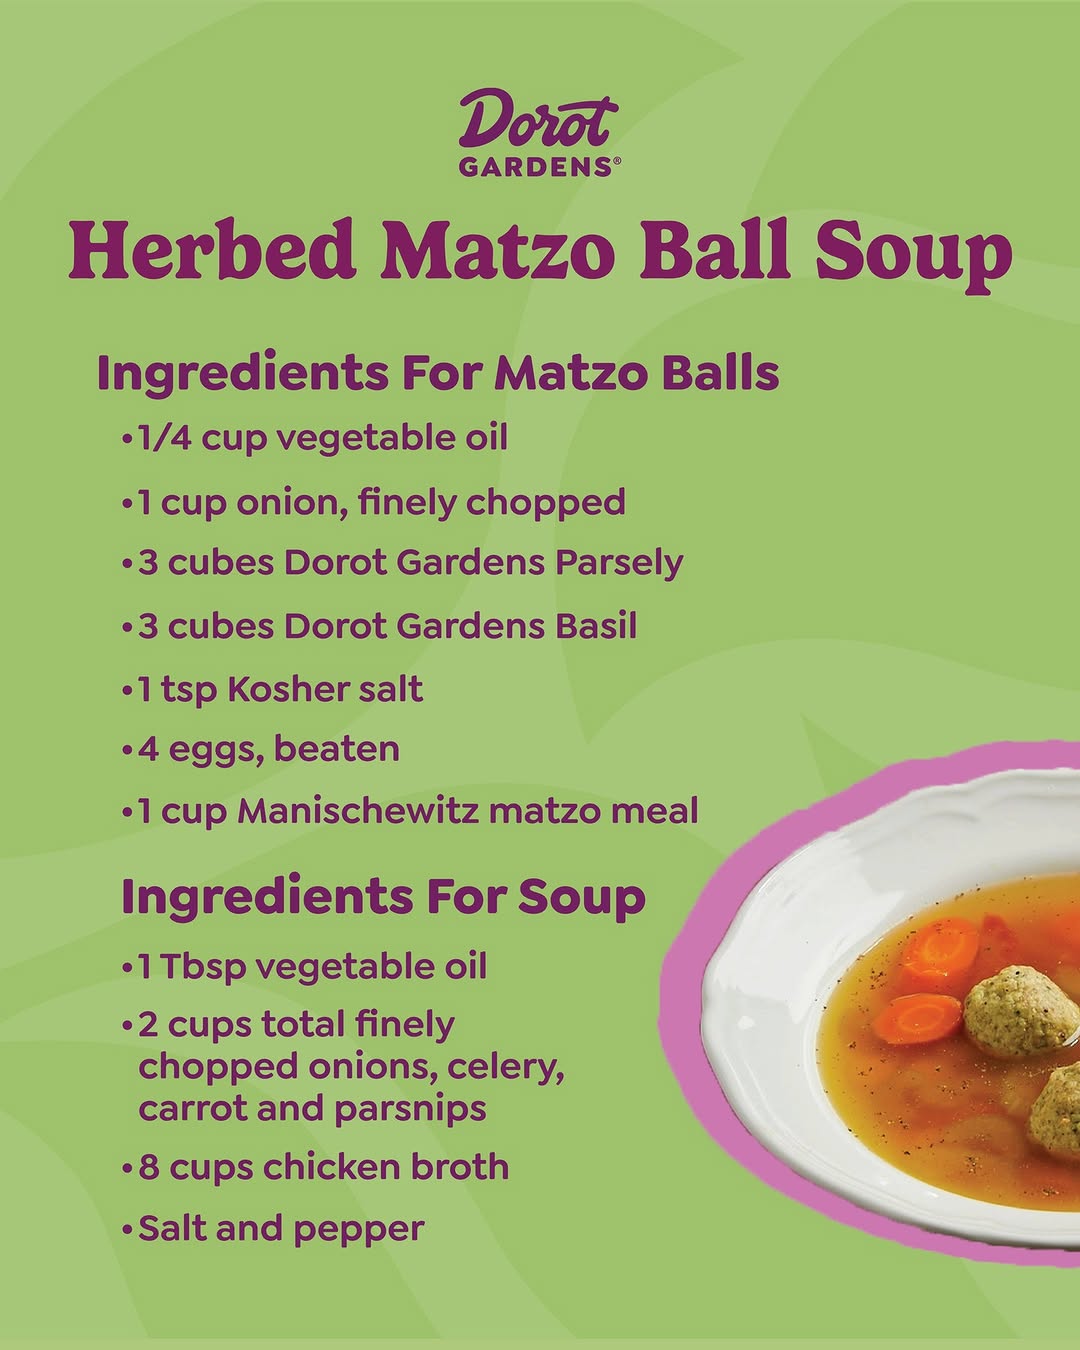 Dorot
GARDENS®
Herbed Matzo Ball Soup
Ingredients For Matzo Balls
•1/4 cup vegetable oil
•1 cup onion, finely chopped
•3 cubes Dorot Gardens Parsely
•3 cubes Dorot Gardens Basil
•1 tsp Kosher salt
•4 eggs, beaten
•1 cup Manischewitz matzo meal
Ingredients For Soup
•1 Tbsp vegetable oil
•2 cups total finely
chopped onions, celery,
carrot and parsnips
•8 cups chicken broth
•Salt and pepper